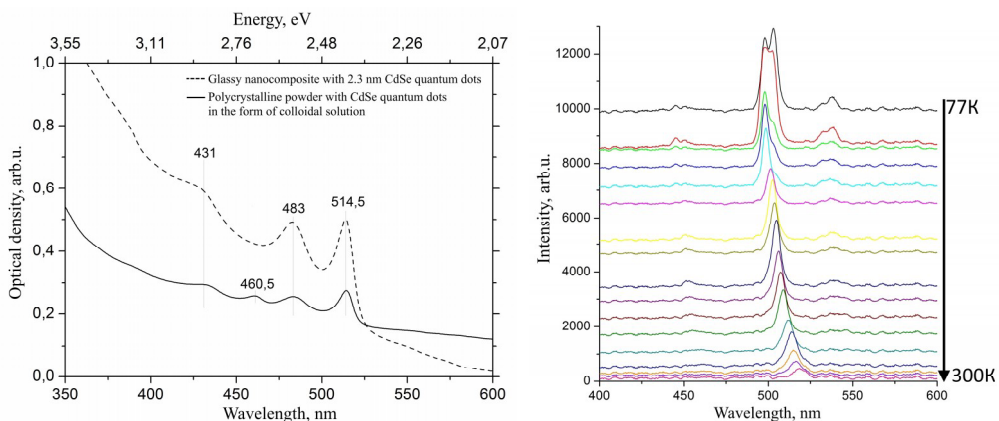 Energy, eV
3,55 3,11 2,76 2,48 2,26 2,07
1,0
0,8
0,6
0,4
0,2
0,0
Optical density, arb.u.
Glassy nanocomposite with 2.3 nm CdSe quantum dots
Polycrystalline powder with CdSe quantum dots
in the form of colloidal solution
431
483
514,5
460,5
350 400 450 500 550 600
Wavelength, nm
12000
10000
8000
6000
4000
2000
0
Intensity, arb.u.
77K
300K
400 450 500 550 600
Wavelength, nm